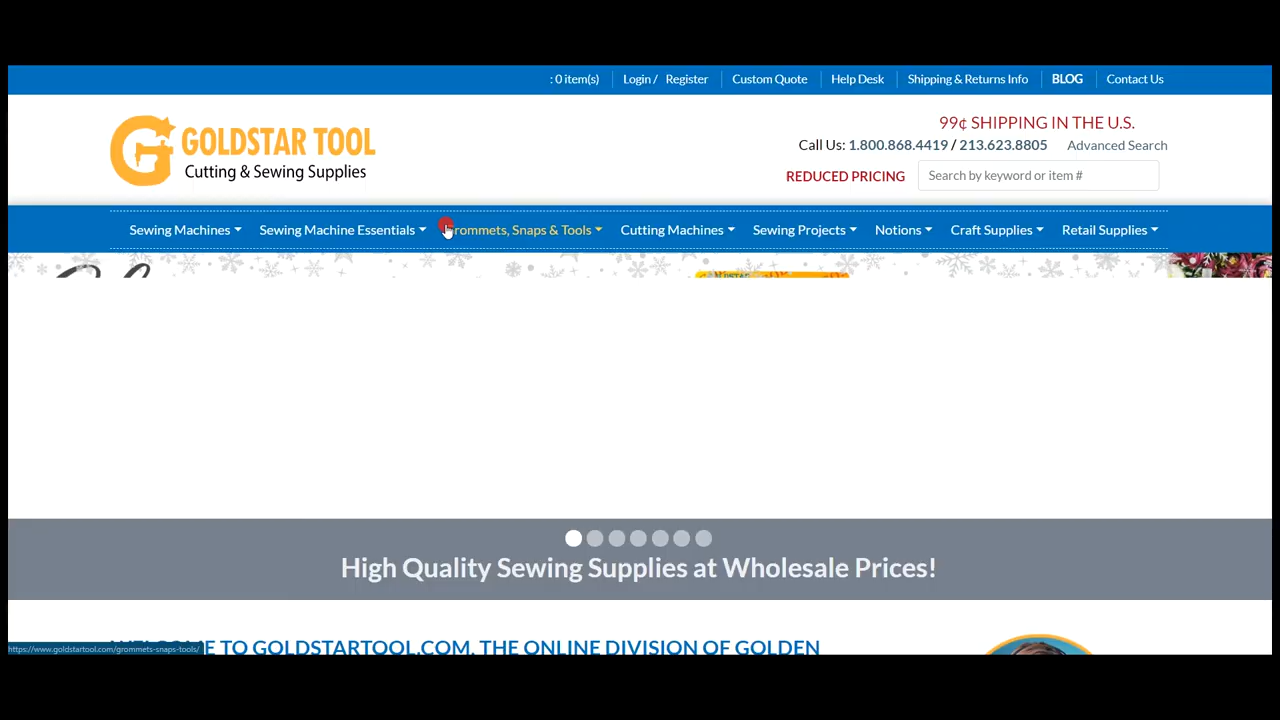 : 0 item(s) Login / Register Custom Quote Help Desk Shipping & Returns Info BLOG Contact Us
GOLDSTAR TOOL
Cutting & Sewing Supplies
99¢ SHIPPING IN THE U.S.
Call Us: 1.800.868.4419 / 213.623.8805 Advanced Search
REDUCED PRICING Search by keyword or item #
Sewing Machines Sewing Machine Essentials Grommets, Snaps & Tools Cutting Machines Sewing Projects Notions Craft Supplies Retail Supplies
High Quality Sewing Supplies at Wholesale Prices!
WELCOME TO GOLDSTARTOOL.COM, THE ONLINE DIVISION OF GOLDEN
https://www.goldstartool.com/grommets-snaps-tools/